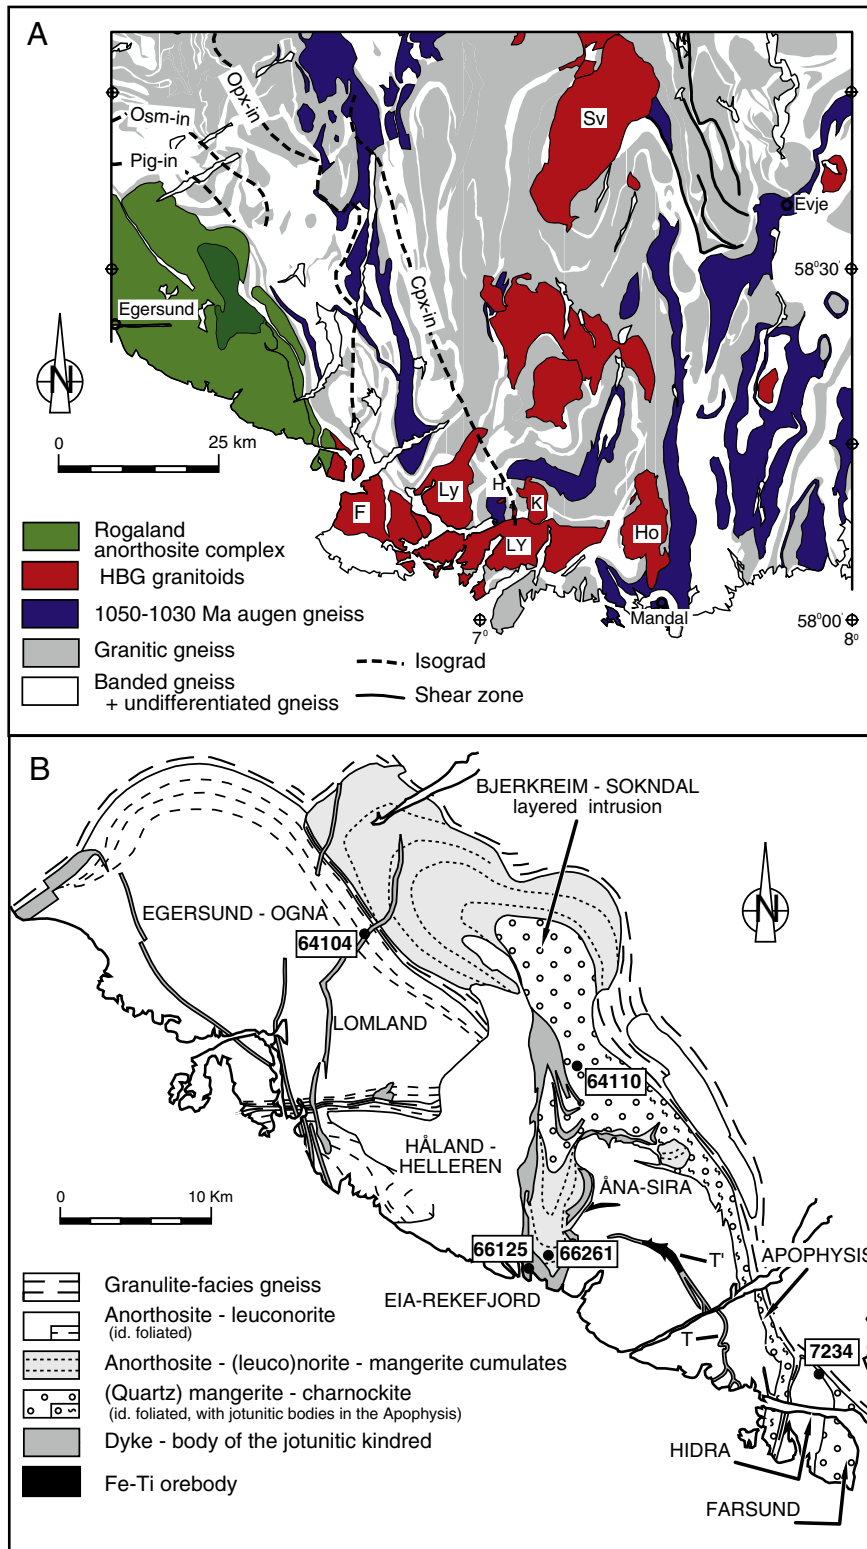 A
Opx-in
Osm-in
Pig-in
Sv
Evje
58°30'
Cpx-in
Egersund
N
0 25 km
Ly
H
K
F
LY
Ho
Mandal
7°
58°00'
8°
Rogaland
anorthosite complex
HBG granitoids
1050-1030 Ma augen gneiss
Granitic gneiss
Banded gneiss
+ undifferentiated gneiss
Isograd
Shear zone
B
BJERKREIM - SOKNDAL
layered intrusion
N
EGERSUND - OGNA
64104
LOMLAND
64110
HÅLAND -
HELLEREN
ÅNA-SIRA
0 10 Km
66125
66261
T'
APOPHYSIS
EIA-REKEFJORD
T
7234
Granulite-facies gneiss
Anorthosite - leuconorite
(id. foliated)
Anorthosite - (leuco)norite - mangerite cumulates
(Quartz) mangerite - charnockite
(id. foliated, with jotunitic bodies in the Apophysis)
Dyke - body of the jotunitic kindred
Fe-Ti orebody
HIDRA
FARSUND